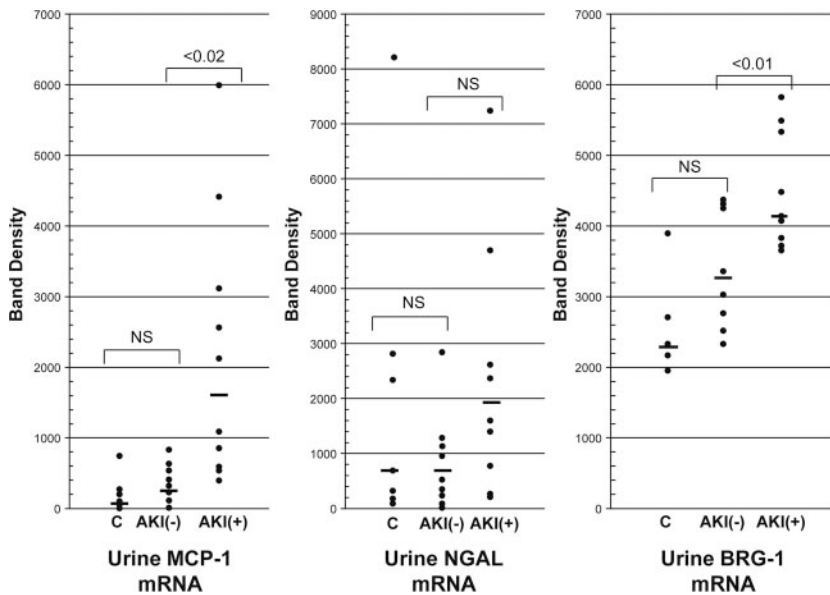 7000
6000
5000
4000
3000
2000
1000
0
Band Density
<0.02
NS
C AKI(-) AKI(+)
Urine MCP-1
mRNA
9000
8000
7000
6000
5000
4000
3000
2000
1000
0
Band Density
NS
NS
C AKI(-) AKI(+)
Urine NGAL
mRNA
7000
6000
5000
4000
3000
2000
1000
0
Band Density
<0.01
NS
C AKI(-) AKI(+)
Urine BRG-1
mRNA